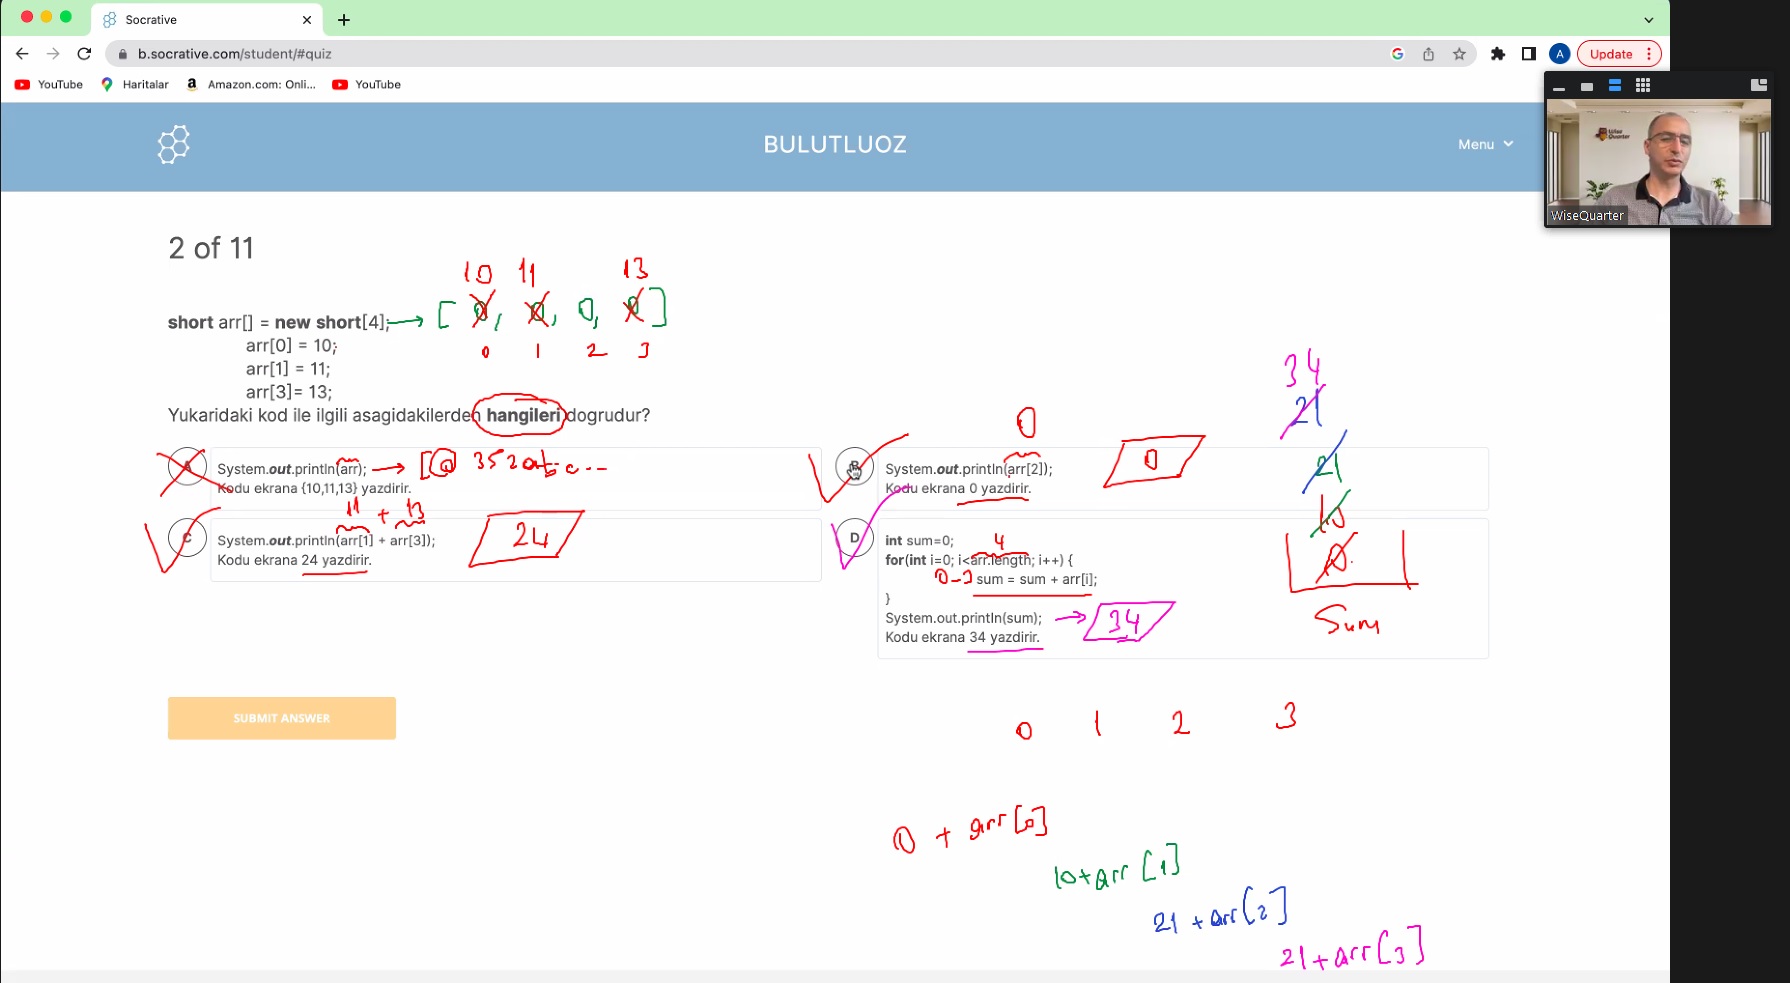 Socrative
b.socrative.com/student/#quiz
A
Update
YouTube
Haritalar
Amazon.com: Onli...
YouTube
BULUTLUOZ
Menu
WiseQuarter
2 of 11
10 11 13
short arr[] = new short[4]; → [ 0, 0, 0, 0 ]
arr[0] = 10;
0 1 2 3
arr[1] = 11;
arr[3]= 13;
Yukaridaki kod ile ilgili asagidakilerden hangileri dogrudur?
A
System.out.println(arr);
Kodu ekrana {10,11,13} yazdirir.
0
B
System.out.println(arr[2]);
0
Kodu ekrana 0 yazdirir.
11 + 13
C
System.out.println(arr[1] + arr[3]);
24
Kodu ekrana 24 yazdirir.
D
int sum=0;
4
for(int i=0; i<arr.length; i++) {
0-3 sum = sum + arr[i];
}
System.out.println(sum); → 34
Kodu ekrana 34 yazdirir.
34
21
21
10
0
Sum
SUBMIT ANSWER
0 1 2 3
0 + arr[0]
10+arr[1]
21+arr[2]
21+arr[3]